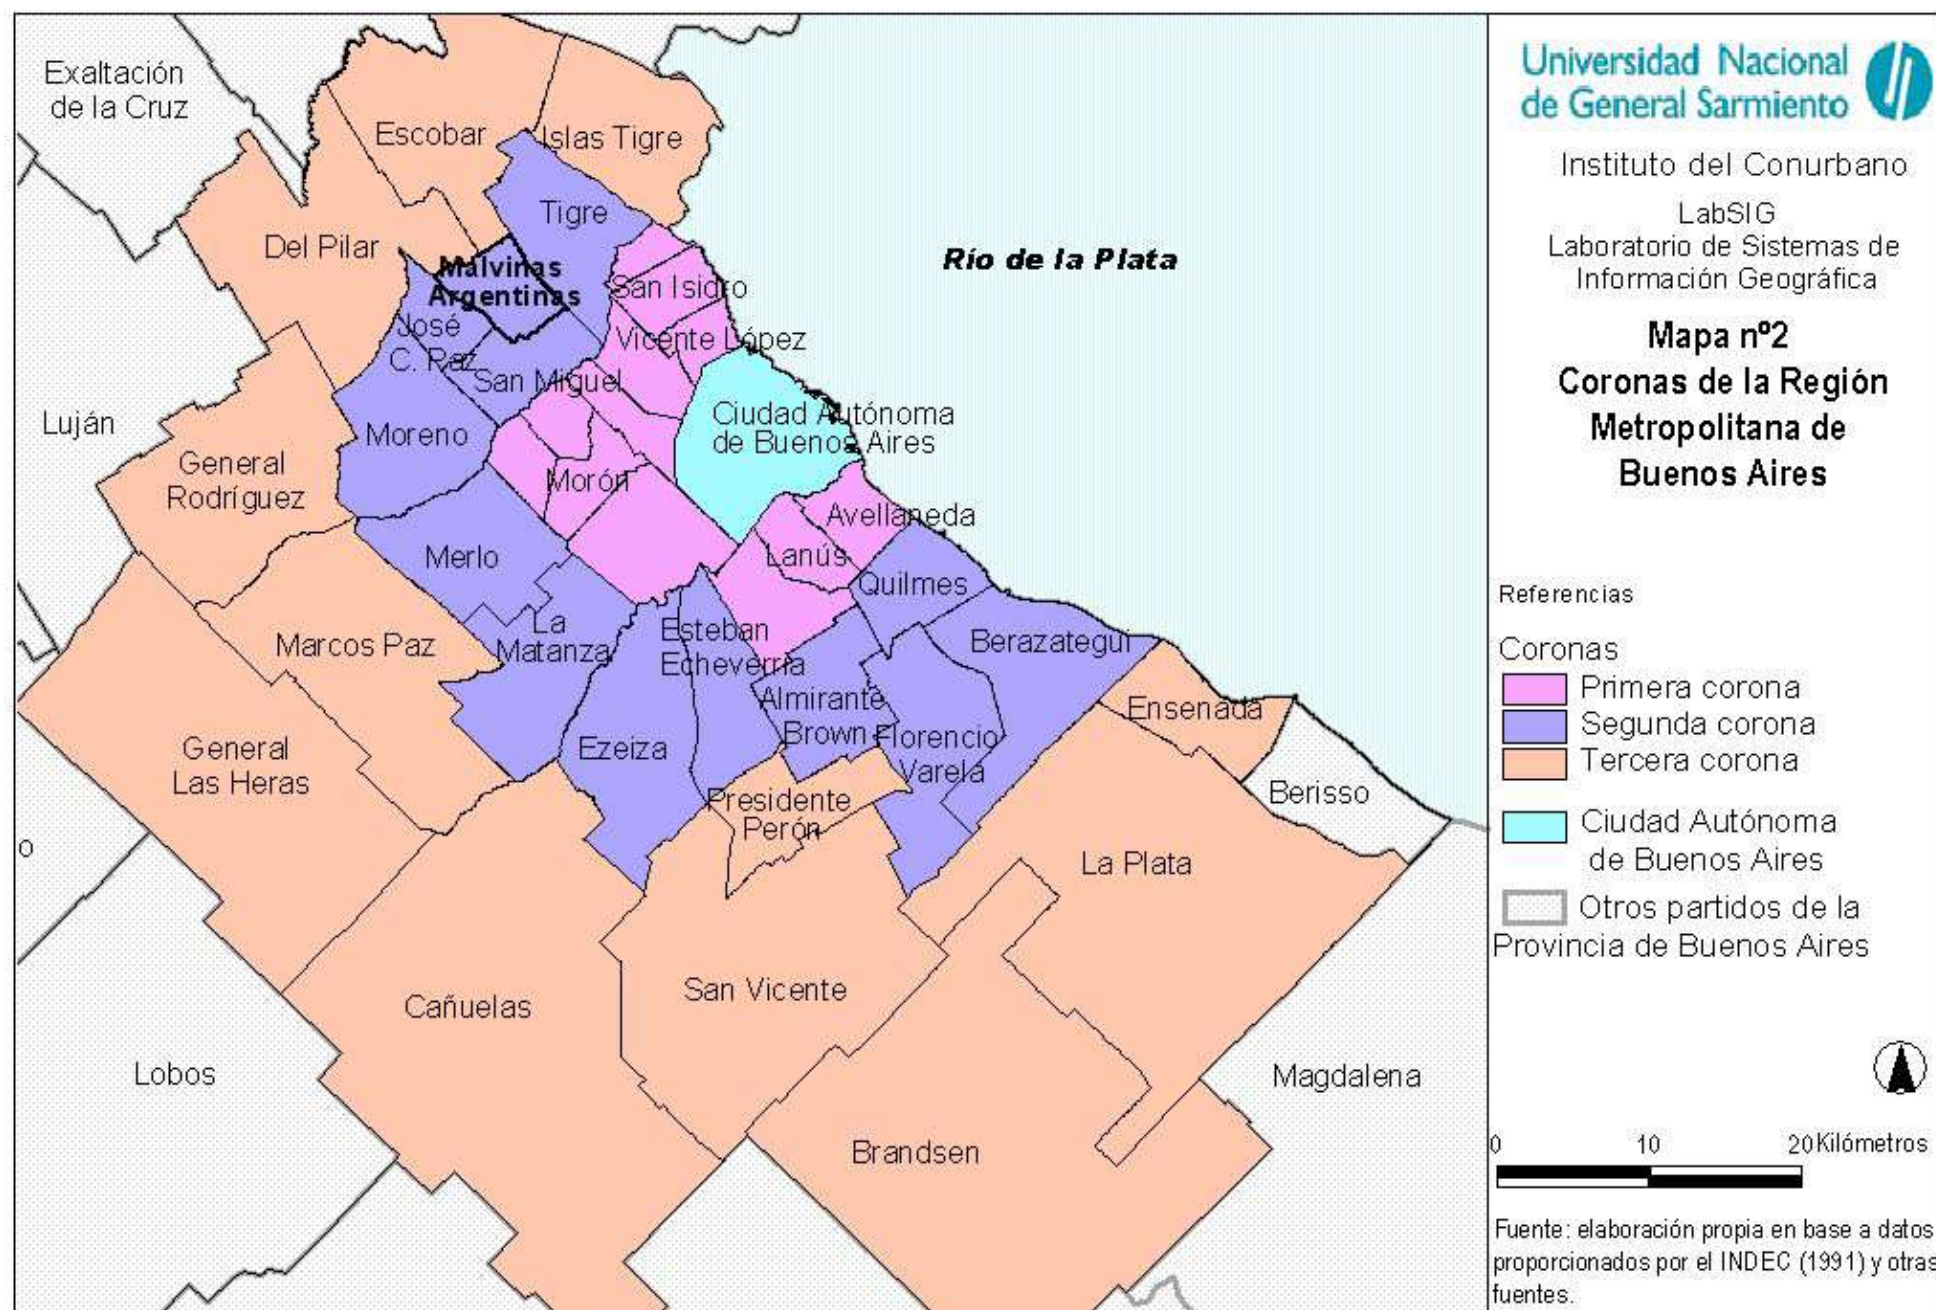 Exaltación
de la Cruz
Escobar
Islas Tigre
Tigre
Del Pilar
Malvinas
Argentinas
San Isidro
José
C. Paz
Vicente López
San Miguel
Luján
Moreno
Ciudad Autónoma
de Buenos Aires
General
Rodríguez
Morón
Avellaneda
Merlo
Lanús
Quilmes
Marcos Paz
La
Matanza
Esteban
Echeverría
Berazategui
Almirante
Brown
Ensenada
General
Las Heras
Ezeiza
Florencio
Varela
Presidente
Perón
Berisso
o
La Plata
Cañuelas
San Vicente
Lobos
Magdalena
Brandsen
Río de la Plata
Universidad Nacional
de General Sarmiento
Instituto del Conurbano
LabSIG
Laboratorio de Sistemas de
Información Geográfica
Mapa nº2
Coronas de la Región
Metropolitana de
Buenos Aires
Referencias
Coronas
Primera corona
Segunda corona
Tercera corona
Ciudad Autónoma
de Buenos Aires
Otros partidos de la
Provincia de Buenos Aires
0 10 20 Kilómetros
Fuente: elaboración propia en base a datos
proporcionados por el INDEC (1991) y otras
fuentes.